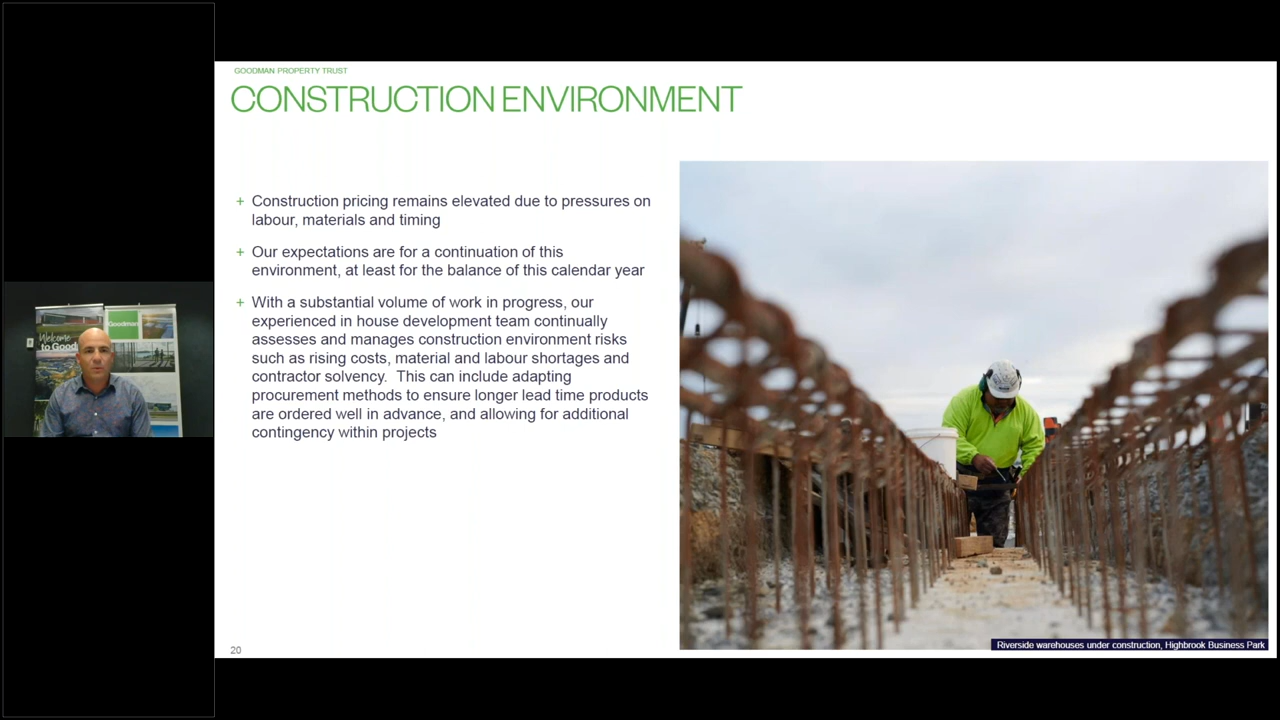 GOODMAN PROPERTY TRUST
CONSTRUCTION ENVIRONMENT
+ Construction pricing remains elevated due to pressures on
labour, materials and timing
+ Our expectations are for a continuation of this
environment, at least for the balance of this calendar year
+ With a substantial volume of work in progress, our
experienced in house development team continually
assesses and manages construction environment risks
such as rising costs, material and labour shortages and
contractor solvency. This can include adapting
procurement methods to ensure longer lead time products
are ordered well in advance, and allowing for additional
contingency within projects
20
Riverside warehouses under construction, Highbrook Business Park
Welcome
to Good
Goodman